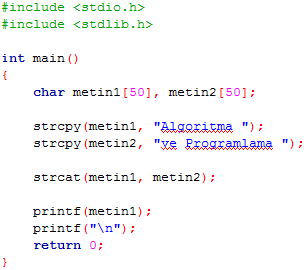 #include <stdio.h>
#include <stdlib.h>
int main()
{
char metin1[50], metin2[50];
strcpy(metin1, "Algoritma ");
strcpy(metin2, "ve Programlama ");
strcat(metin1, metin2);
printf(metin1);
printf("\n");
return 0;
}